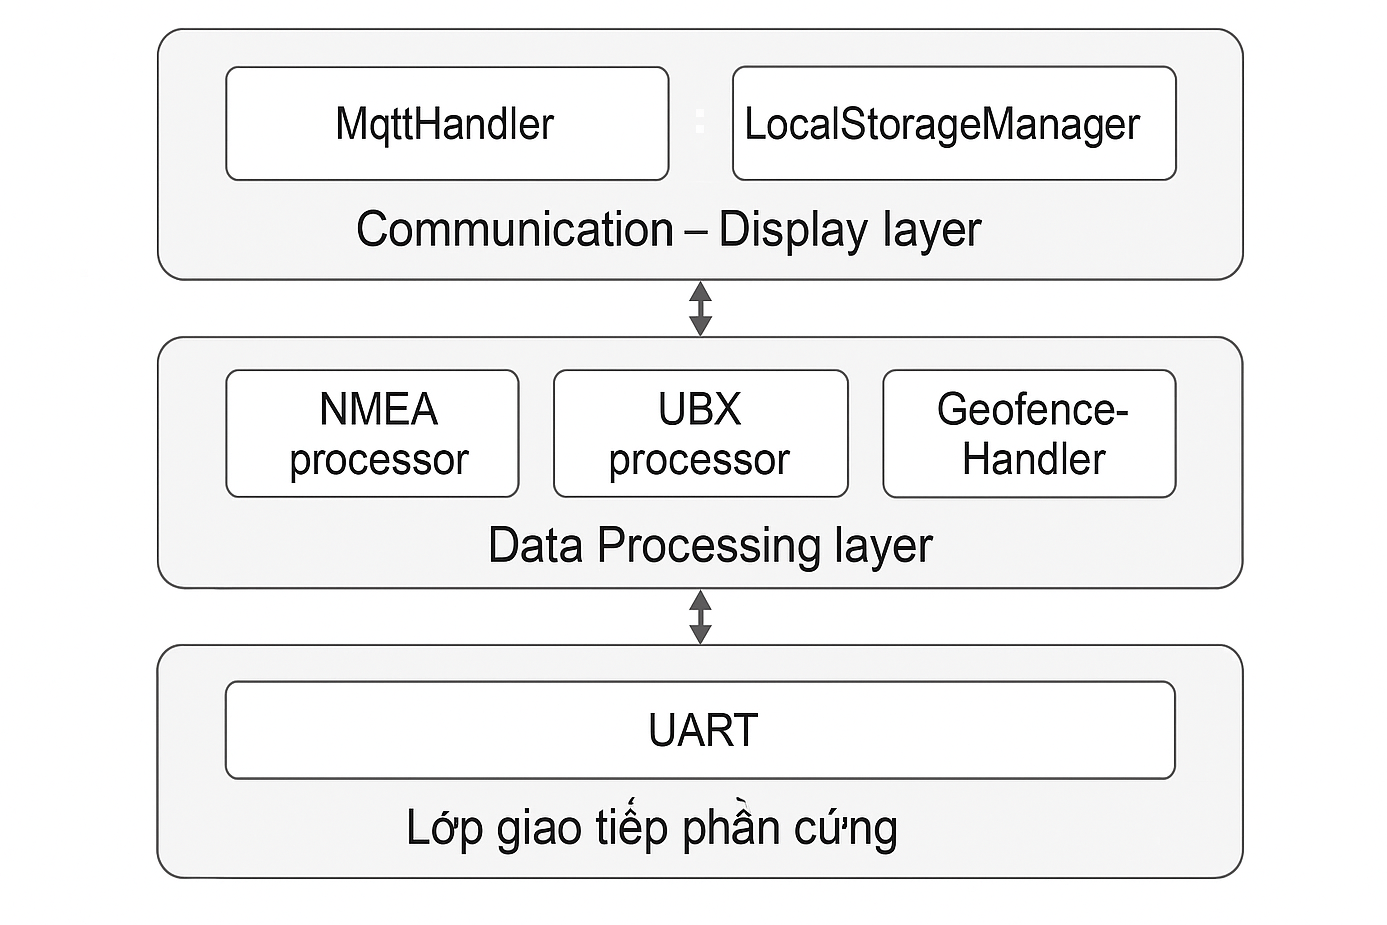 MqttHandler
LocalStorageManager
Communication – Display layer
NMEA
processor
UBX
processor
Geofence-
Handler
Data Processing layer
UART
Lớp giao tiếp phần cứng